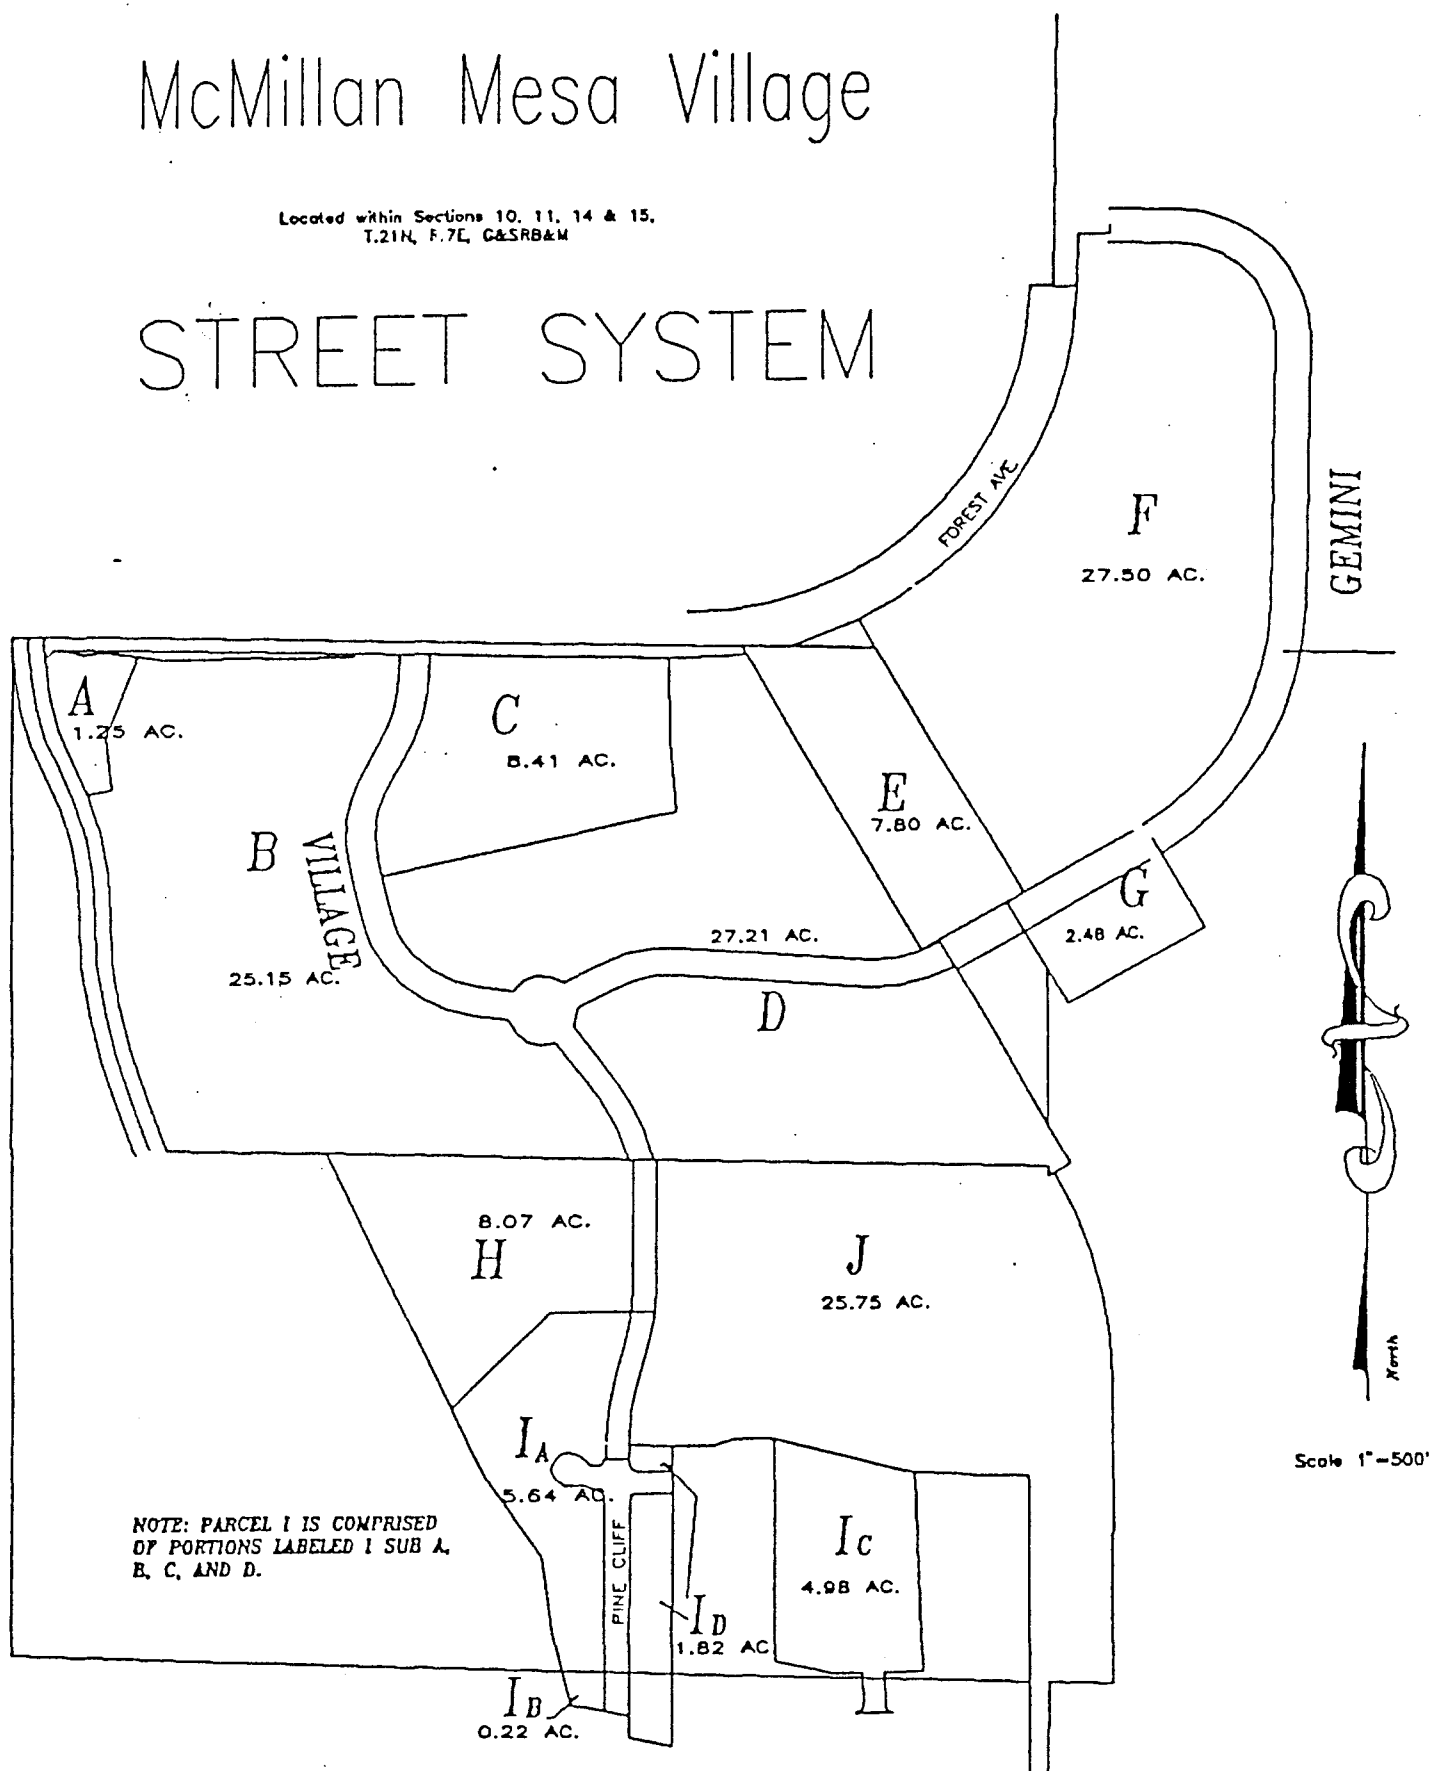 McMillan Mesa Village
Located within Sections 10, 11, 14 & 15,
T.21N, R.7E, G&SRB&M
STREET SYSTEM
FOREST AVE
F
27.50 AC.
GEMINI
A
1.25 AC.
C
8.41 AC.
E
7.80 AC.
B
VILLAGE
25.15 AC.
G
2.48 AC.
27.21 AC.
D
8.07 AC.
H
J
25.75 AC.
North
Scale 1"=500'
IA
5.64 AC.
NOTE: PARCEL I IS COMPRISED
OF PORTIONS LABELED I SUB A,
B, C, AND D.
PINE CLIFF
IC
4.98 AC.
ID
1.82 AC
IB
0.22 AC.